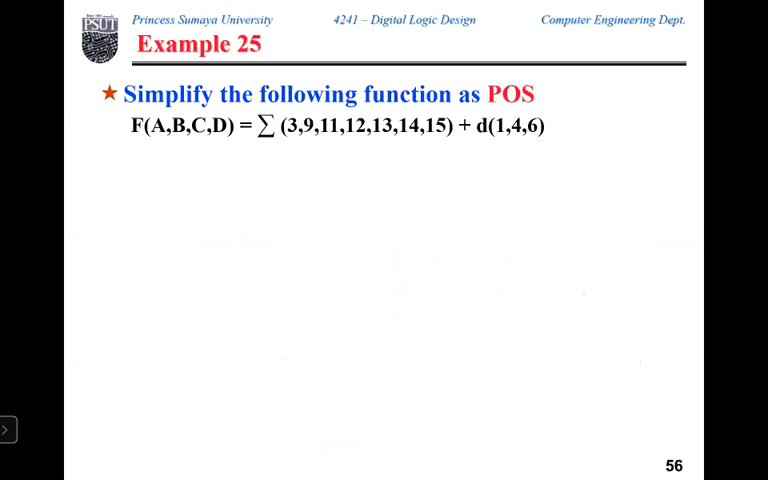 Princess Sumaya University 4241 – Digital Logic Design Computer Engineering Dept.
PSUT
Example 25
Simplify the following function as POS
F(A,B,C,D) = ∑ (3,9,11,12,13,14,15) + d(1,4,6)
56